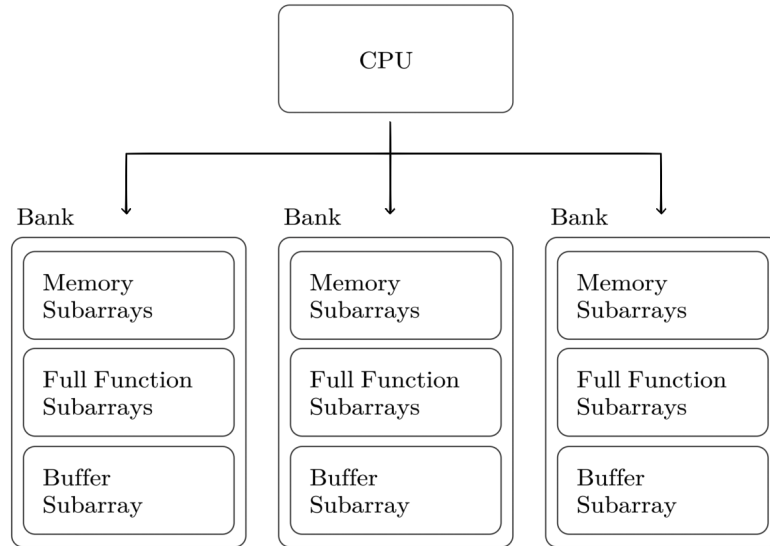 CPU
Bank
Bank
Bank
Memory
Subarrays
Full Function
Subarrays
Buffer
Subarray
Memory
Subarrays
Full Function
Subarrays
Buffer
Subarray
Memory
Subarrays
Full Function
Subarrays
Buffer
Subarray